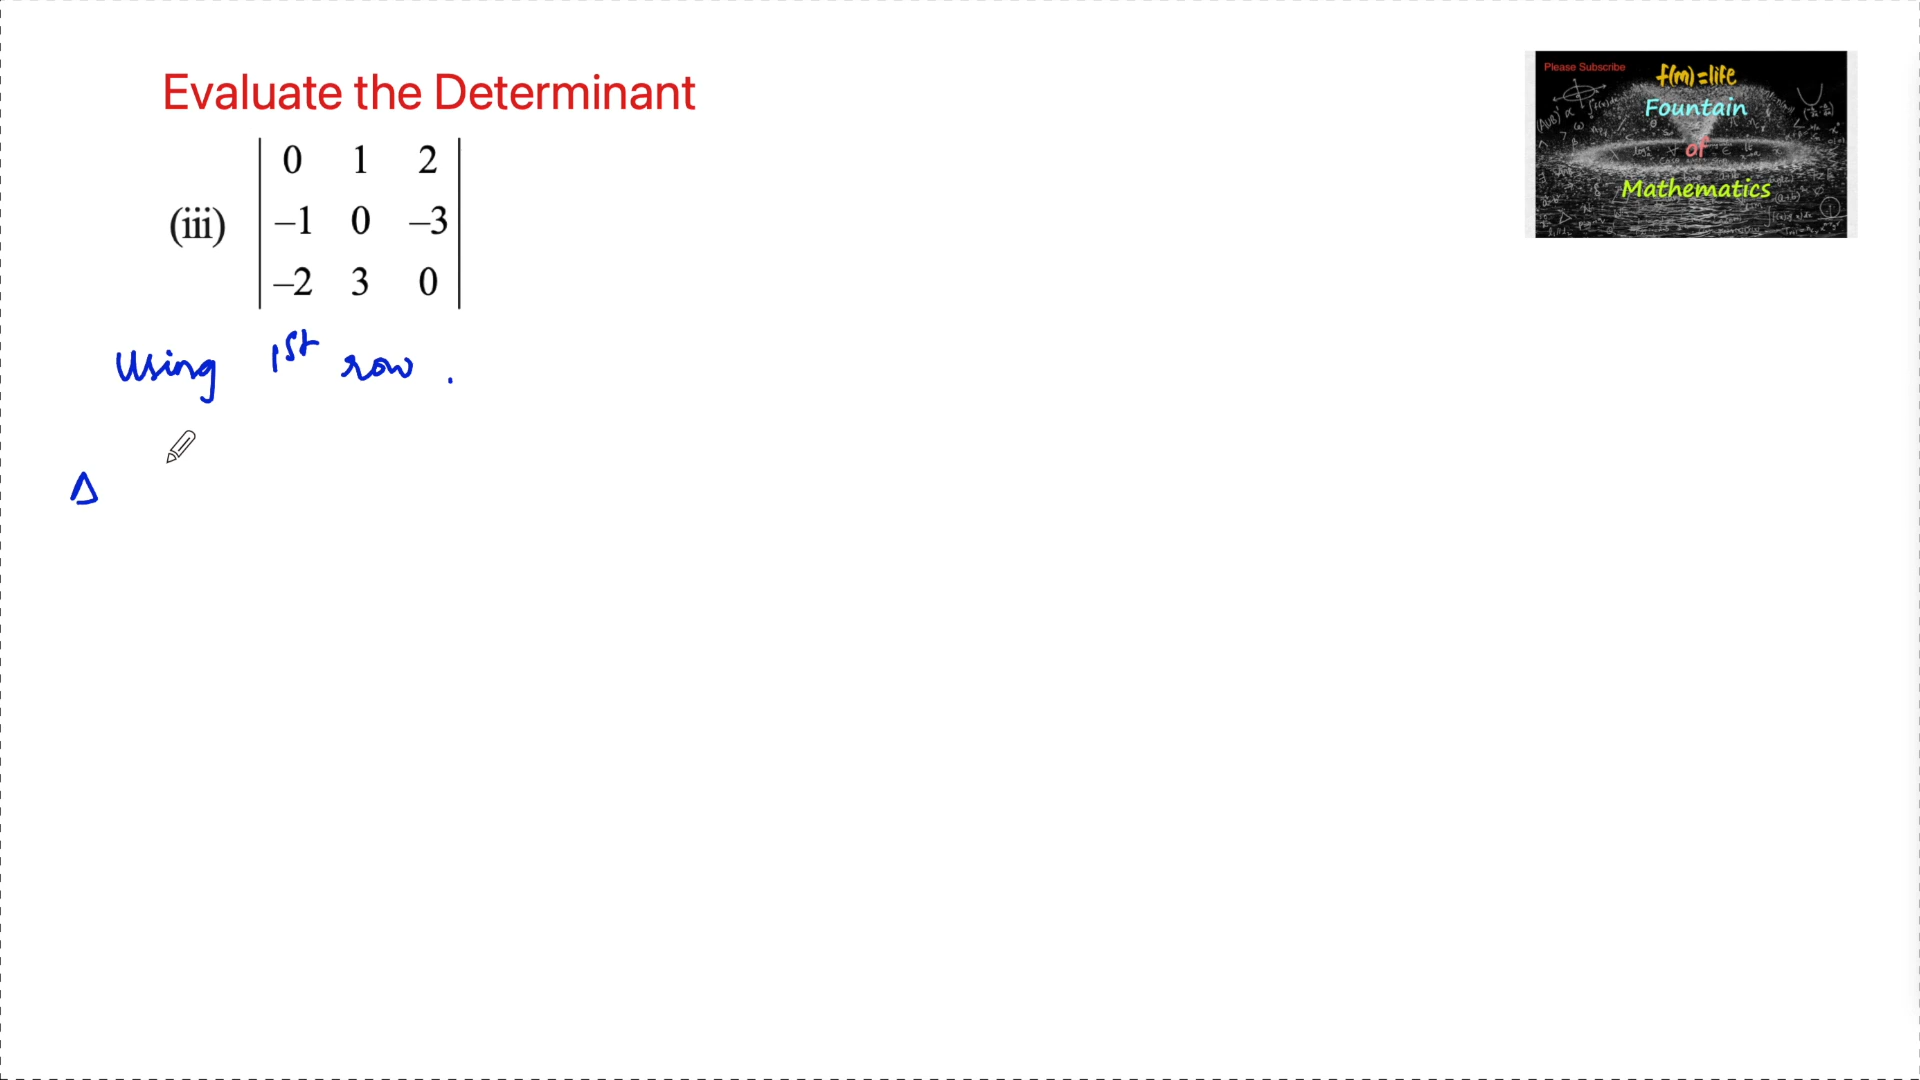 Evaluate the Determinant
(iii)
0 1 2
–1 0 –3
–2 3 0
Using 1st row .
Δ
Please Subscribe
f(m)=life
Fountain
of
Mathematics